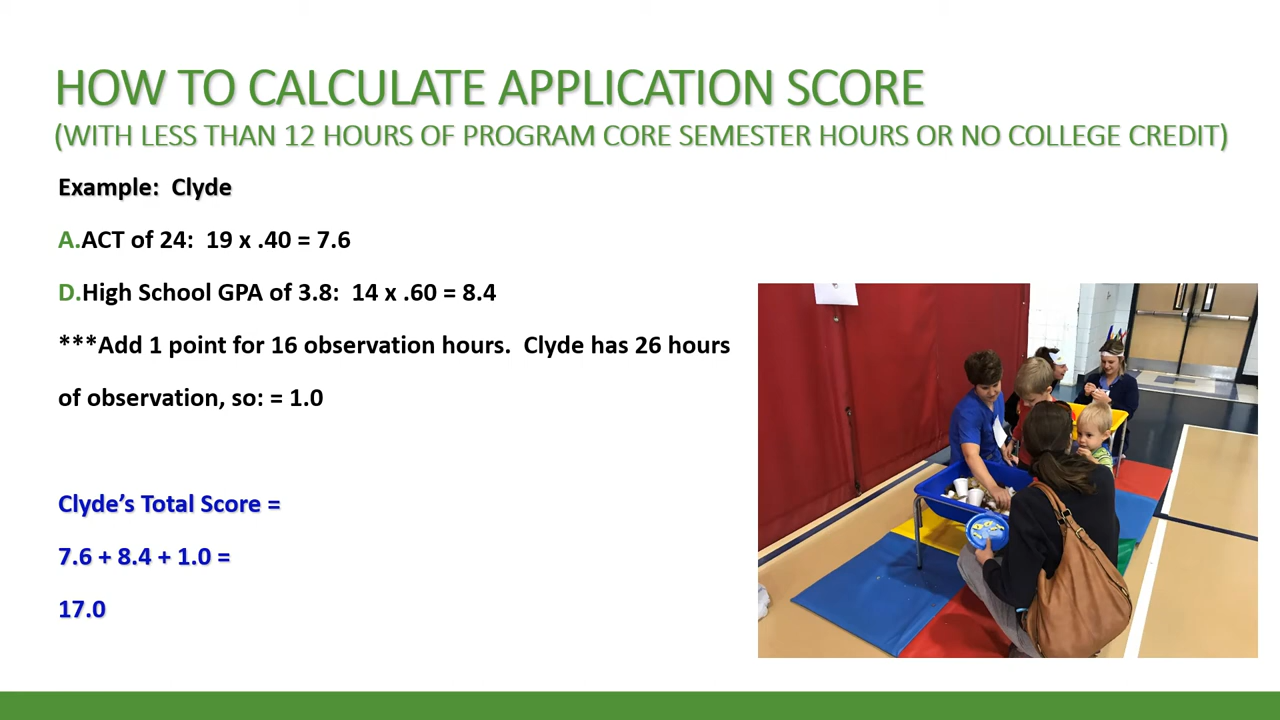 HOW TO CALCULATE APPLICATION SCORE
(WITH LESS THAN 12 HOURS OF PROGRAM CORE SEMESTER HOURS OR NO COLLEGE CREDIT)
Example:  Clyde
A.ACT of 24:  19 x .40 = 7.6
D.High School GPA of 3.8:  14 x .60 = 8.4
***Add 1 point for 16 observation hours.  Clyde has 26 hours
of observation, so: = 1.0
Clyde’s Total Score =
7.6 + 8.4 + 1.0 =
17.0